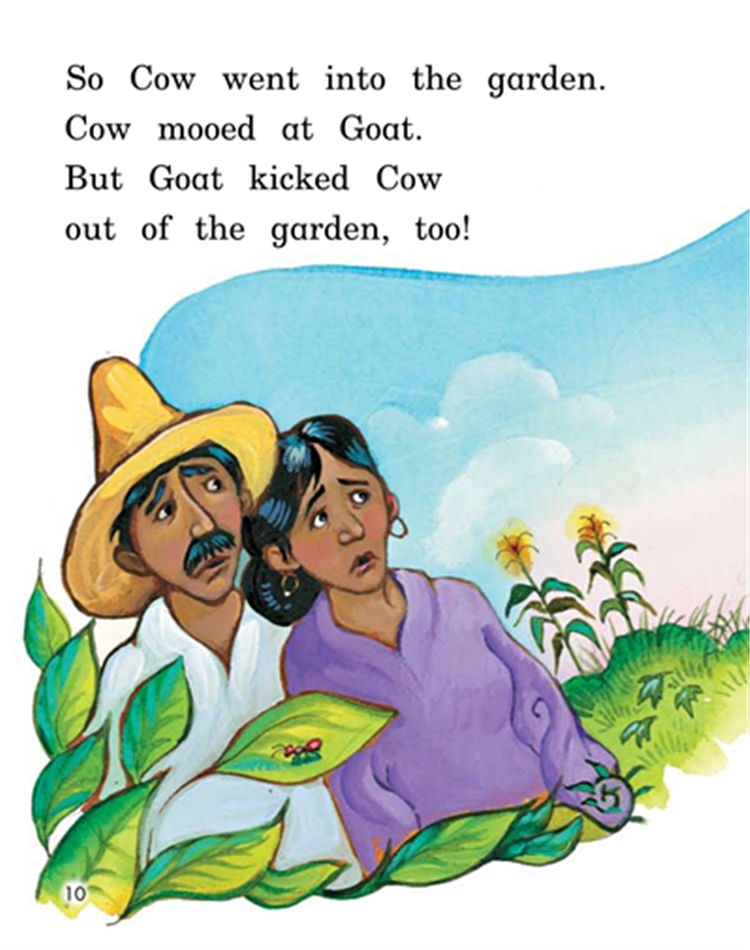 So Cow went into the garden.
Cow mooed at Goat.
But Goat kicked Cow
out of the garden, too!
10